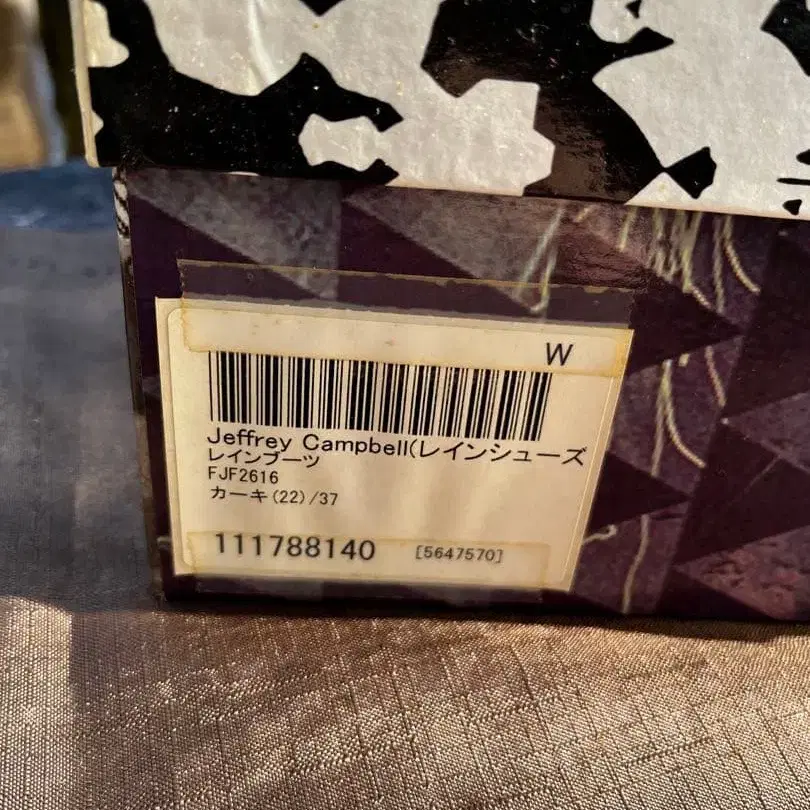 W
Jeffrey Campbell(レインシューズ
レインブーツ
FJF2616
カーキ(22)/37
111788140 [5647570]